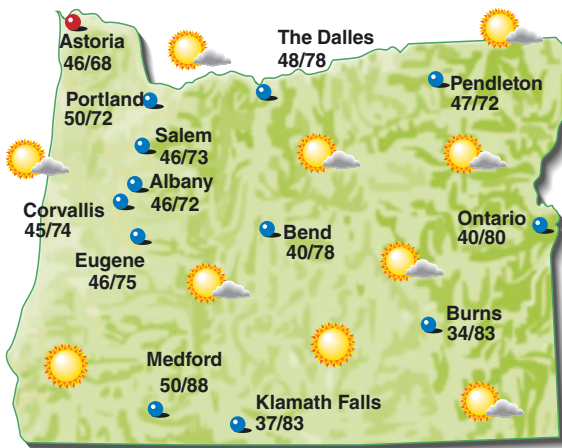 Astoria
46/68
The Dalles
48/78
Pendleton
47/72
Portland
50/72
Salem
46/73
Albany
46/72
Corvallis
45/74
Eugene
46/75
Bend
40/78
Ontario
40/80
Burns
34/83
Medford
50/88
Klamath Falls
37/83